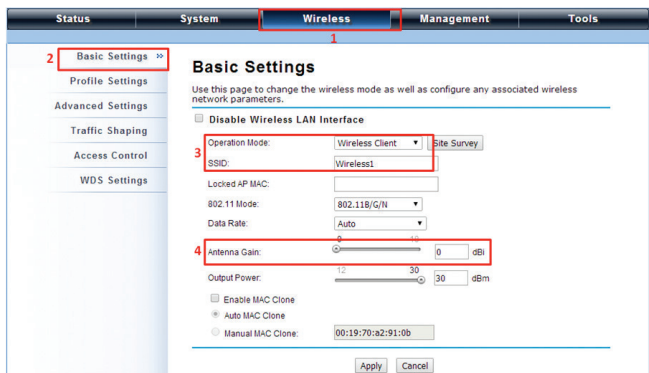 Status System Wireless Management Tools
1
2 Basic Settings »
Profile Settings
Advanced Settings
Traffic Shaping
Access Control
WDS Settings
Basic Settings
Use this page to change the wireless mode as well as configure any associated wireless
network parameters.
Disable Wireless LAN Interface
3
Operation Mode: Wireless Client Site Survey
SSID: Wireless1
Locked AP MAC:
802.11 Mode: 802.11B/G/N
Data Rate: Auto
4 Antenna Gain: 0 dBi
12 30
Output Power: 30 dBm
Enable MAC Clone
Auto MAC Clone
Manual MAC Clone: 00:19:70:a2:91:0b
Apply Cancel